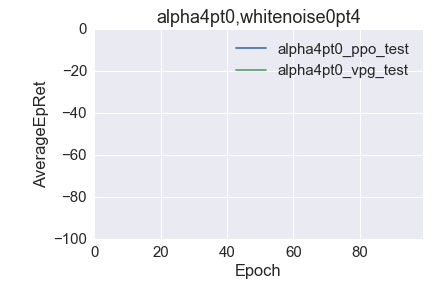 alpha4pt0,whitenoise0pt4
alpha4pt0_ppo_test
alpha4pt0_vpg_test
AverageEpRet
0
−20
−40
−60
−80
−100
0 20 40 60 80
Epoch